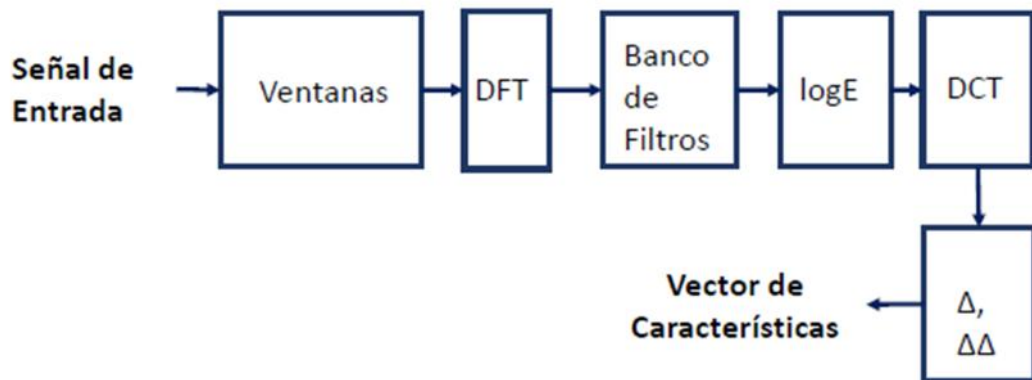 Señal de
Entrada
Ventanas
DFT
Banco
de
Filtros
logE
DCT
Δ,
ΔΔ
Vector de
Características